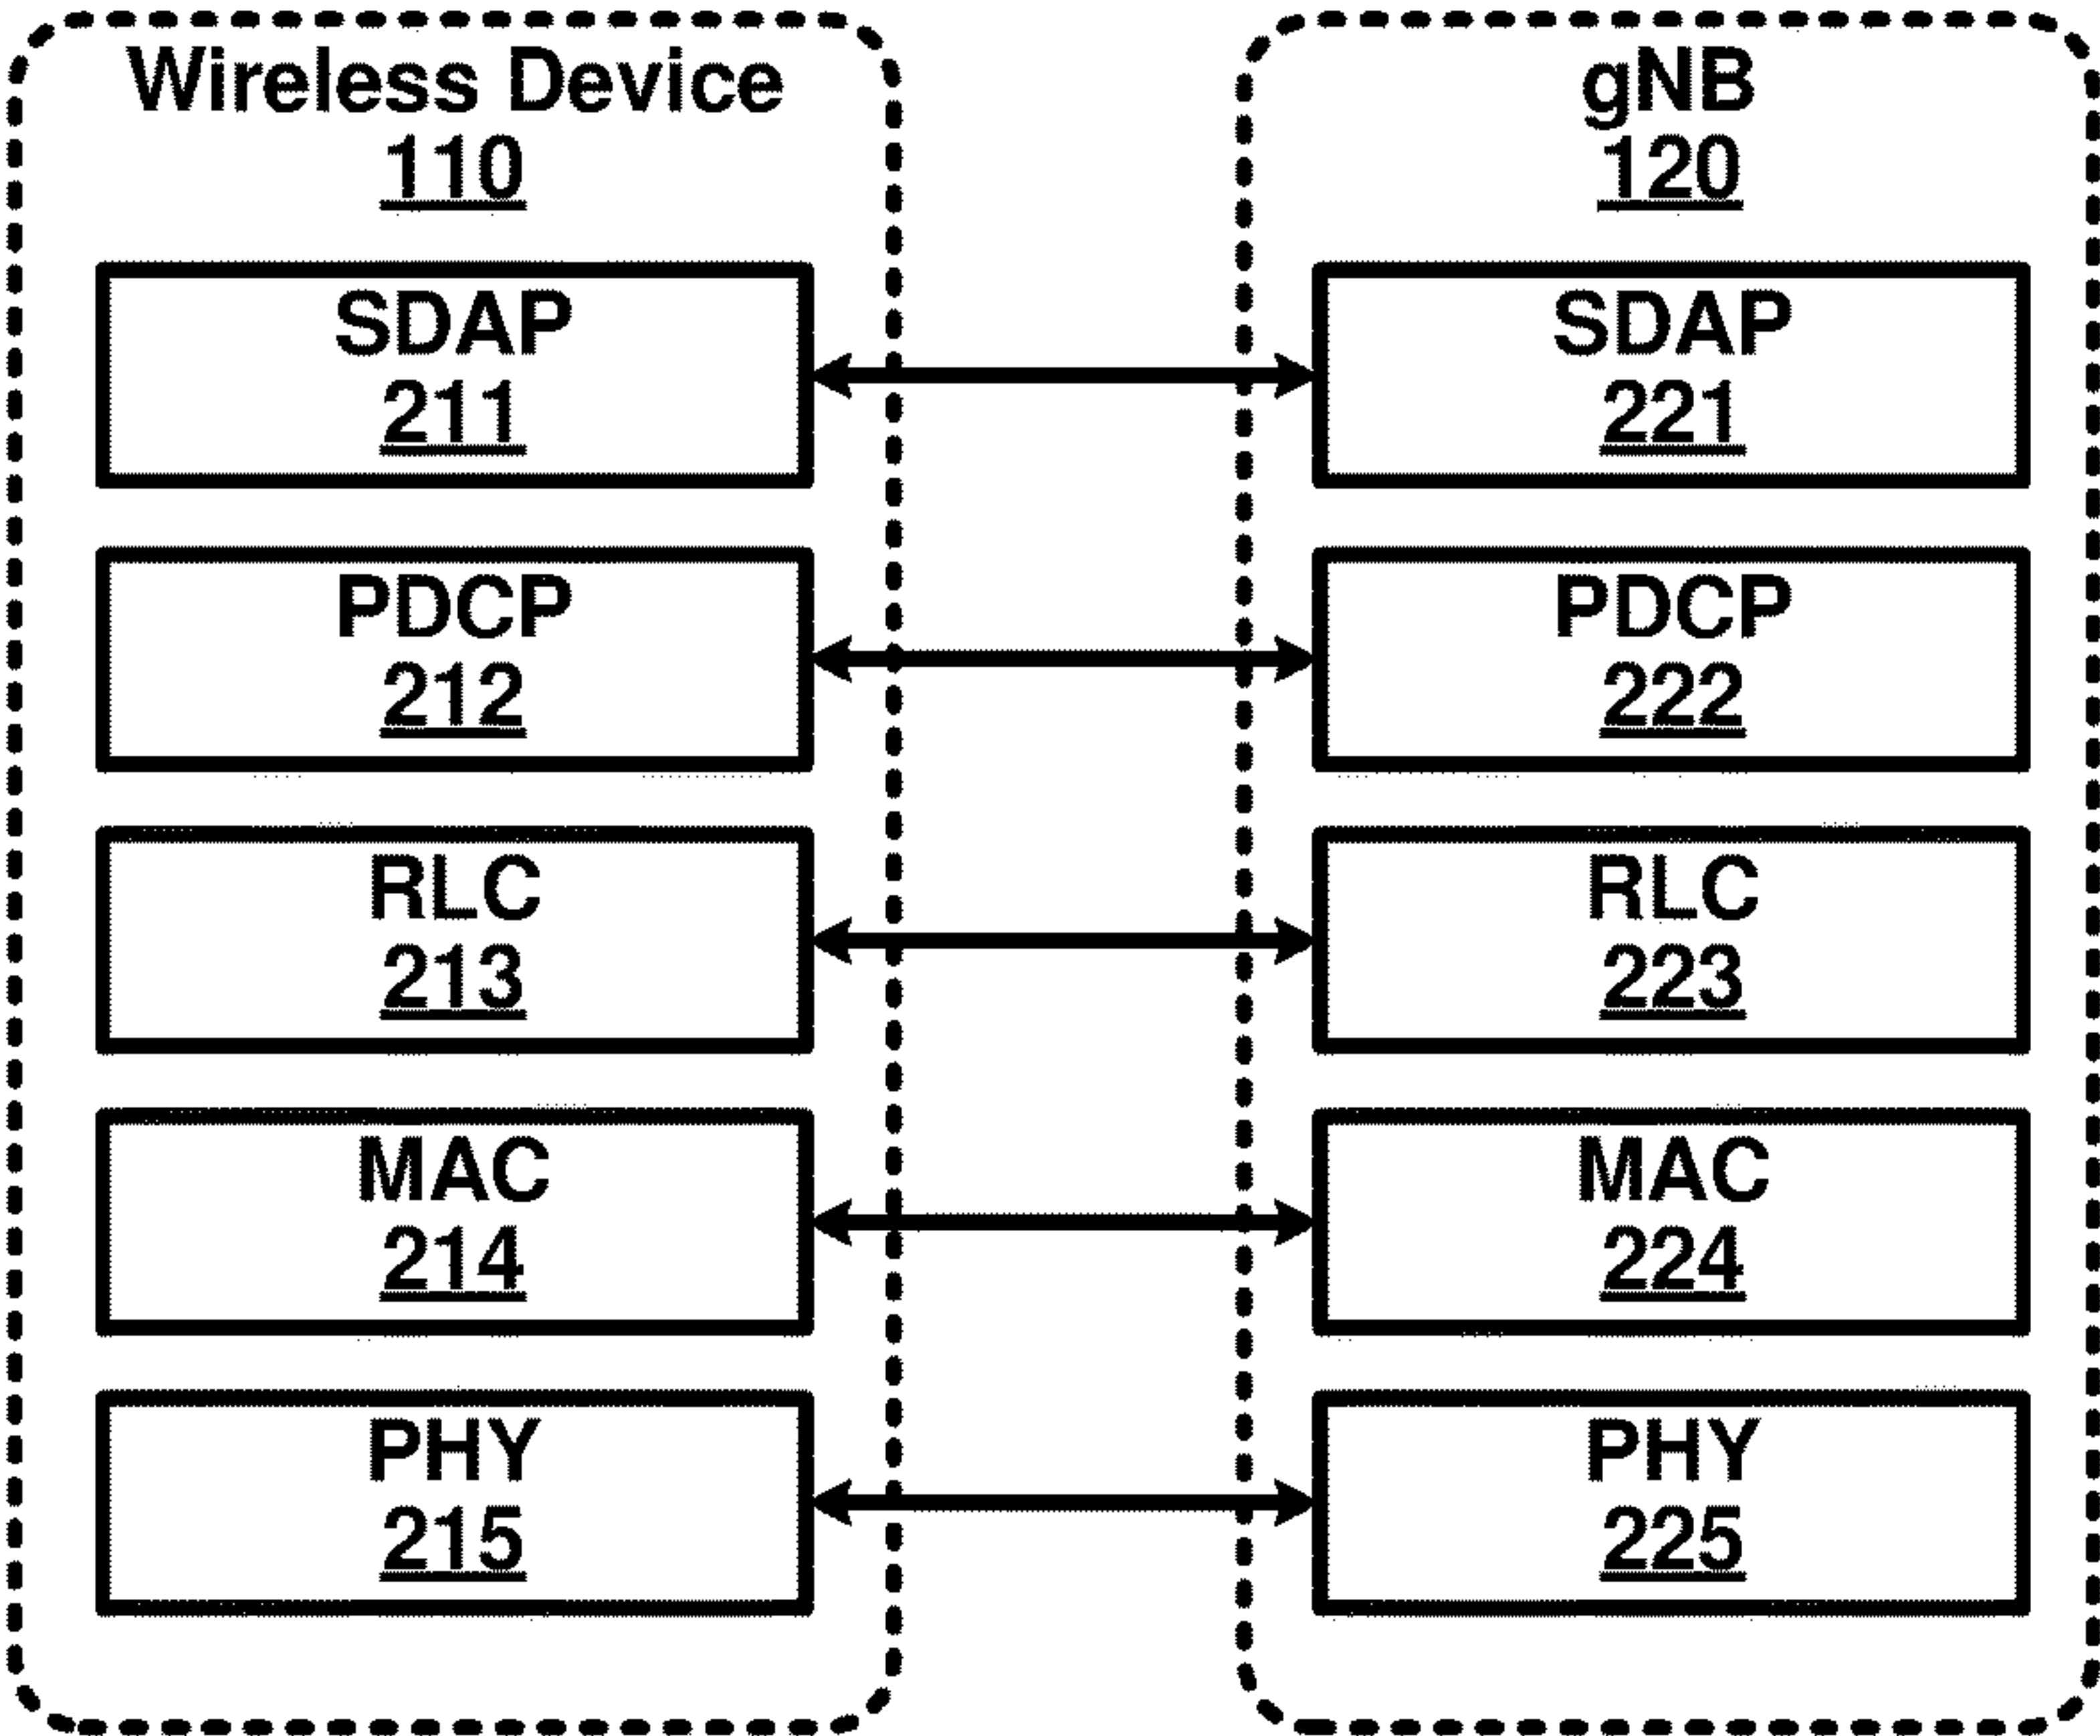 Wireless Device
110
SDAP
211
PDCP
212
RLC
213
MAC
214
PHY
215
gNB
120
SDAP
221
PDCP
222
RLC
223
MAC
224
PHY
225